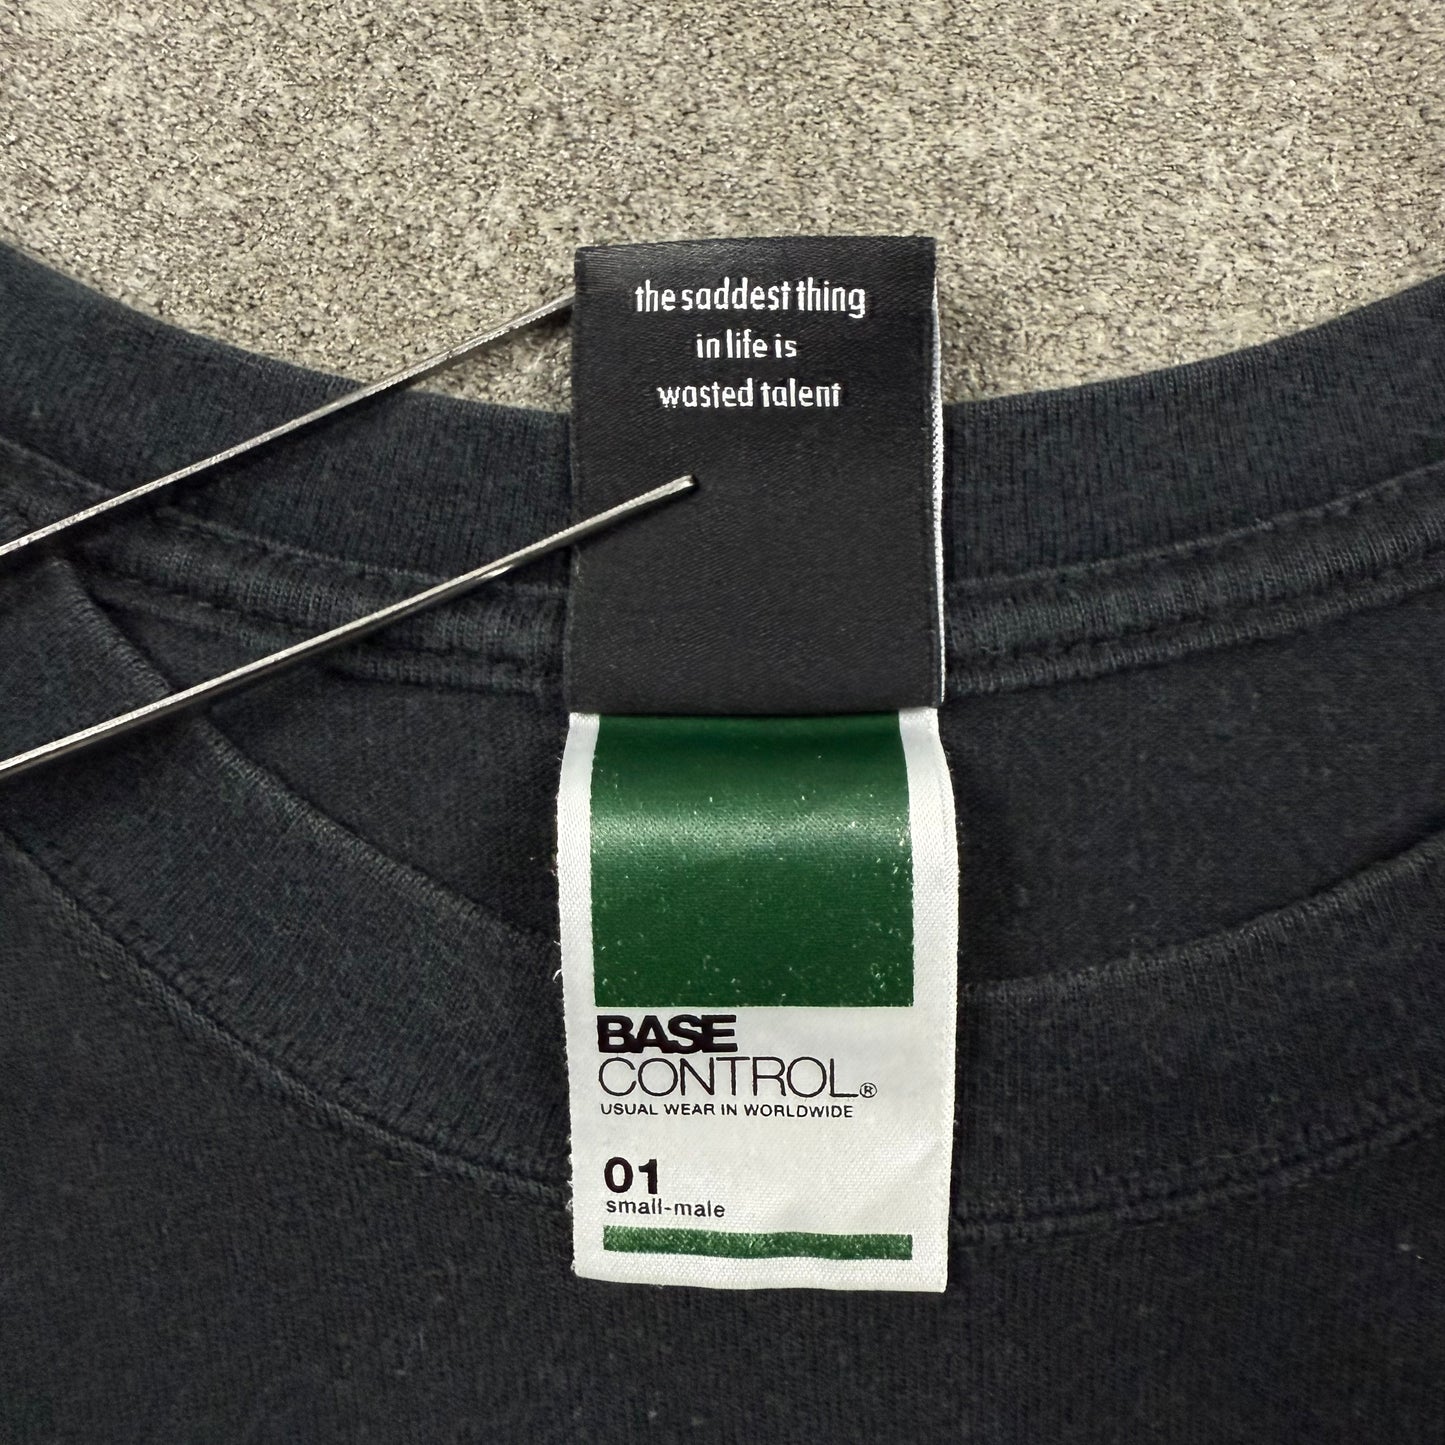 the saddest thing
in life is
wasted talent
BASE
CONTROL®
USUAL WEAR IN WORLDWIDE
01
small-male